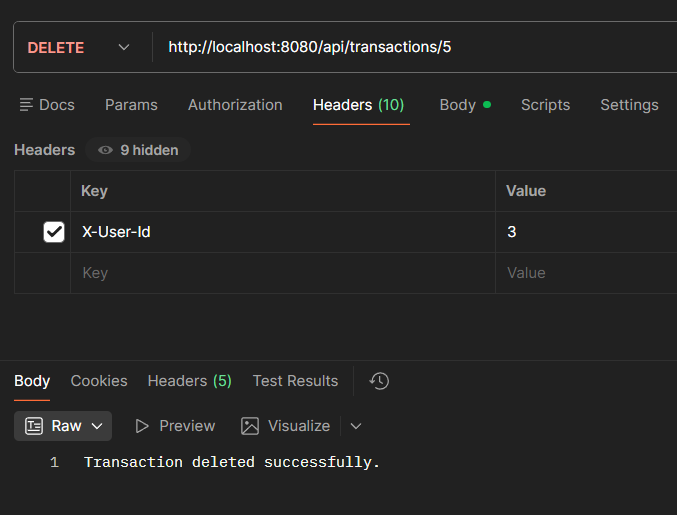 DELETE http://localhost:8080/api/transactions/5
Docs Params Authorization Headers (10) Body Scripts Settings
Headers 9 hidden
Key Value
X-User-Id 3
Key Value
Body Cookies Headers (5) Test Results
Raw Preview Visualize
1 Transaction deleted successfully.